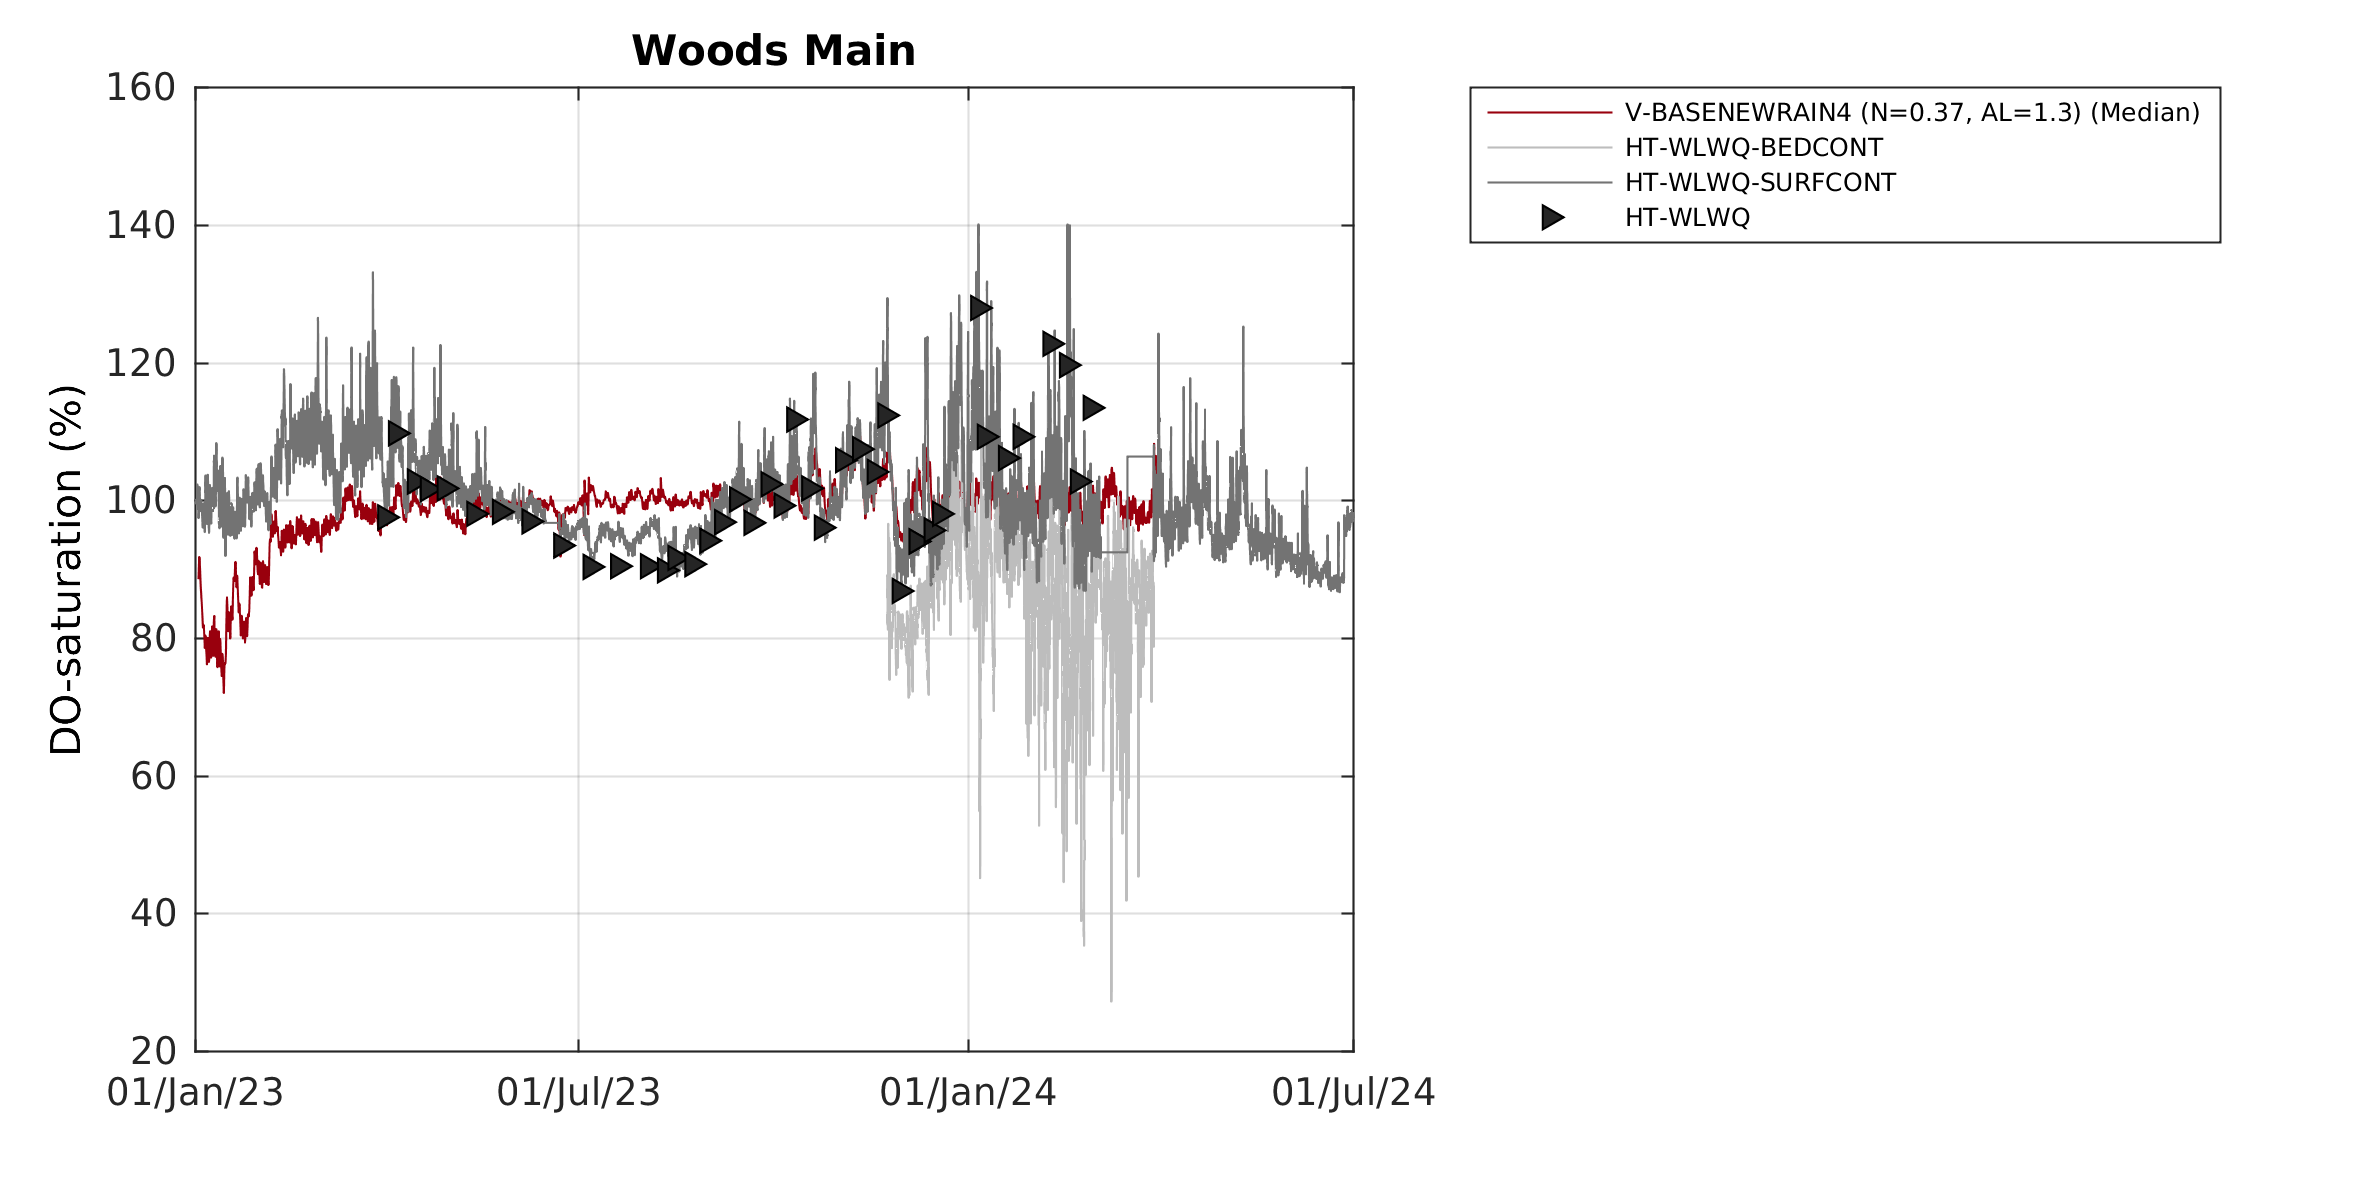 Woods Main
160
140
120
100
80
60
40
20
DO-saturation (%)
01/Jan/23
01/Jul/23
01/Jan/24
01/Jul/24
V-BASENEWRAIN4 (N=0.37, AL=1.3) (Median)
HT-WLWQ-BEDCONT
HT-WLWQ-SURFCONT
HT-WLWQ